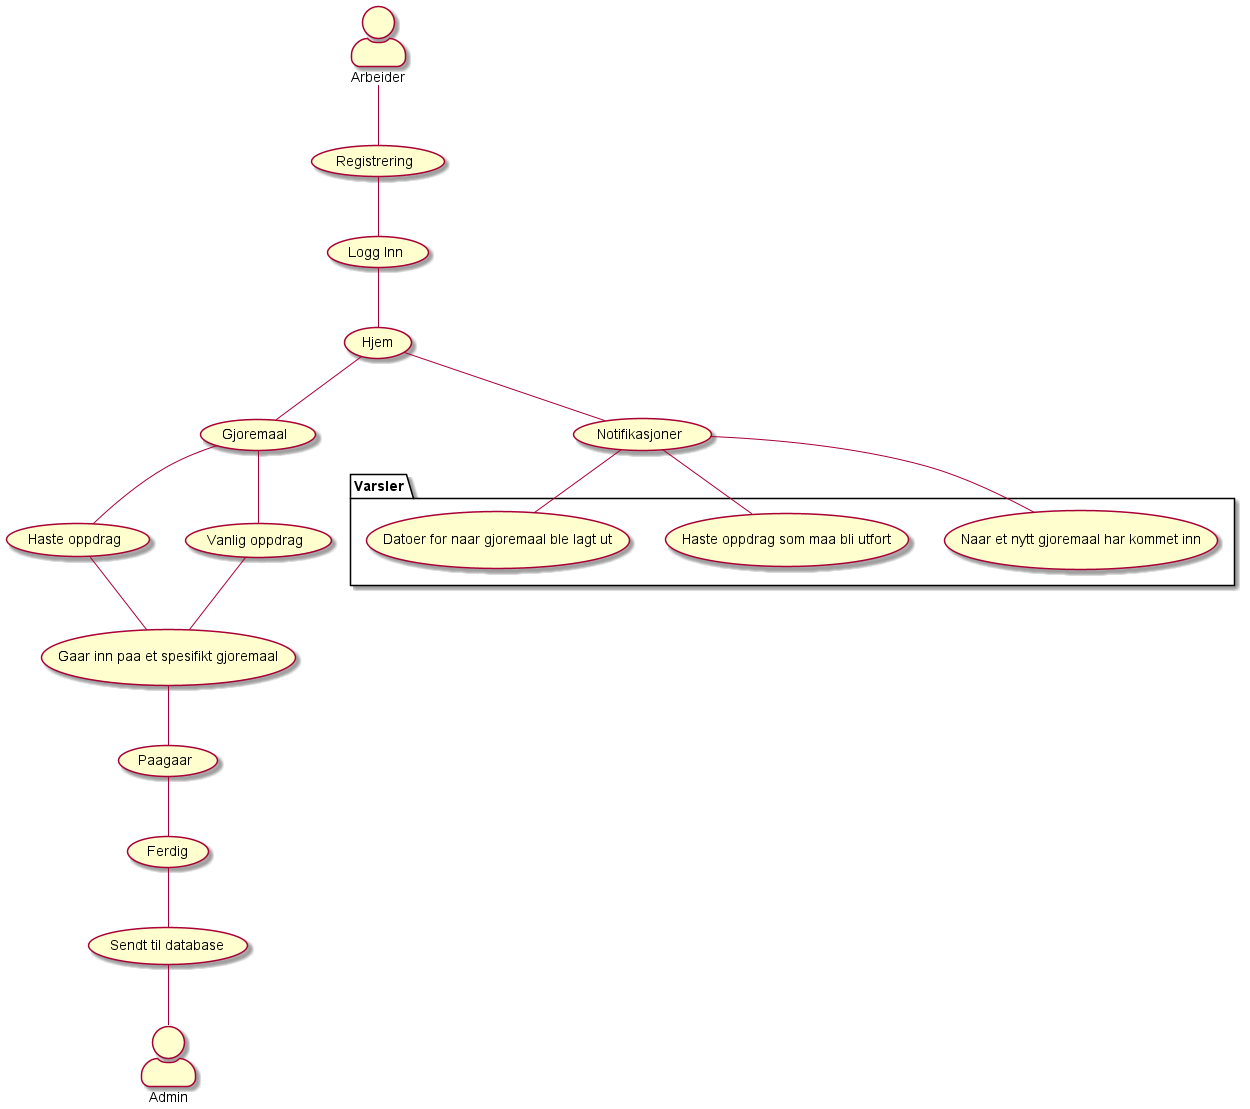 Arbeider
Registrering
Logg Inn
Hjem
Gjoremaal
Notifikasjoner
Varsler
Haste oppdrag
Vanlig oppdrag
Datoer for naar gjoremaal ble lagt ut
Haste oppdrag som maa bli utfort
Naar et nytt gjoremaal har kommet inn
Gaar inn paa et spesifikt gjoremaal
Paagaar
Ferdig
Sendt til database
Admin